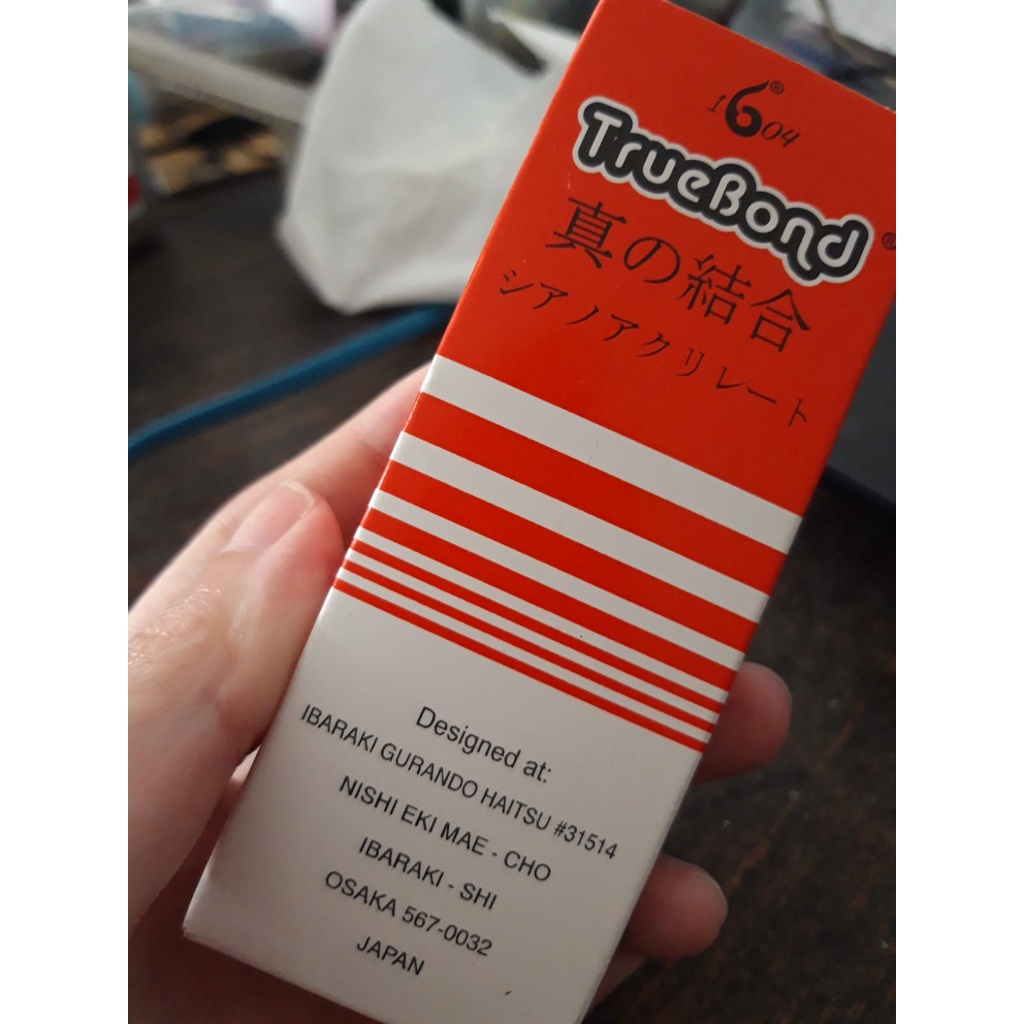 1604®
TrueBond®
真の結合
シアノアクリレート
Designed at:
IBARAKI GURANDO HAITSU #31514
NISHI EKI MAE - CHO
IBARAKI - SHI
OSAKA 567-0032
JAPAN